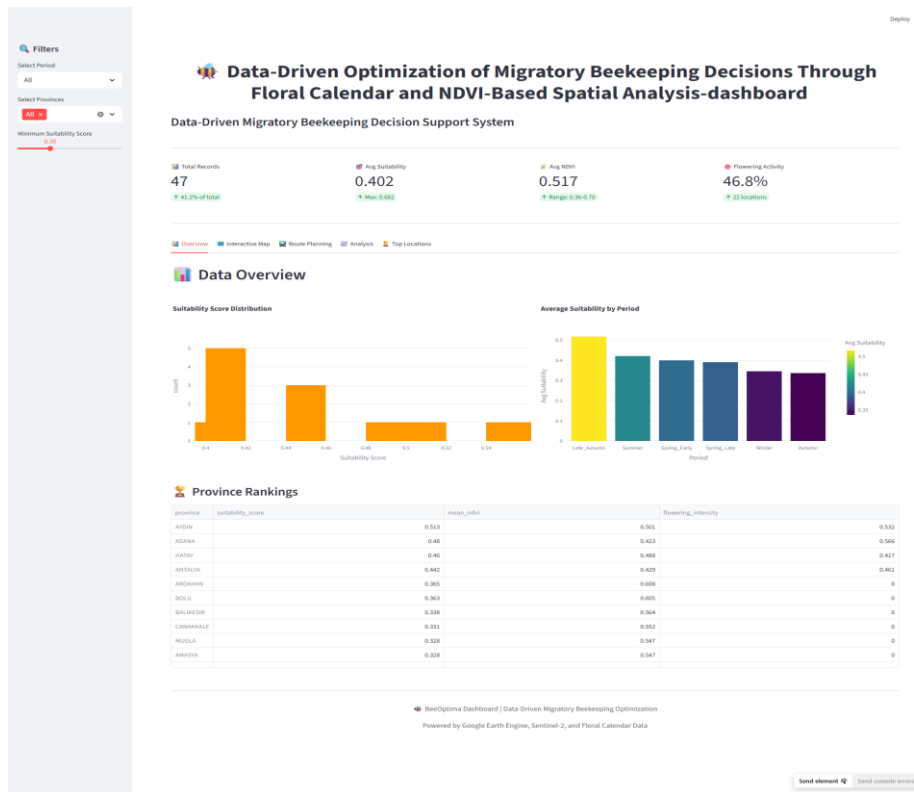 Deploy
Filters
Select Period
All
Select Provinces
All ×
Minimum Suitability Score
0.30
Data-Driven Optimization of Migratory Beekeeping Decisions Through
Floral Calendar and NDVI-Based Spatial Analysis-dashboard
Data-Driven Migratory Beekeeping Decision Support System
Total Records
47
↑ 41.2% of total
Avg Suitability
0.402
↑ Max: 0.682
Avg NDVI
0.517
↑ Range: 0.36-0.70
Flowering Activity
46.8%
↑ 22 locations
Overview Interactive Map Route Planning Analysis Top Locations
Data Overview
Suitability Score Distribution
5
4
3
2
1
0
count
0.4 0.42 0.44 0.46 0.48 0.5 0.52 0.54
Suitability Score
Average Suitability by Period
0.5
0.4
0.3
0.2
0.1
0
Avg Suitability
Late_Autumn Summer Spring_Early Spring_Late Winter Autumn
Period
Avg Suitability
0.5
0.45
0.4
0.35
Province Rankings
province suitability_score mean_ndvi flowering_intensity
AYDIN 0.513 0.501 0.532
ADANA 0.48 0.423 0.566
HATAY 0.46 0.488 0.417
ANTALYA 0.442 0.429 0.461
ARDAHAN 0.365 0.608 0
BOLU 0.363 0.605 0
BALIKESIR 0.338 0.564 0
CANAKKALE 0.331 0.552 0
MUGLA 0.328 0.547 0
AMASYA 0.328 0.547 0
BeeOptima Dashboard | Data-Driven Migratory Beekeeping Optimization
Powered by Google Earth Engine, Sentinel-2, and Floral Calendar Data
Send element Send console errors